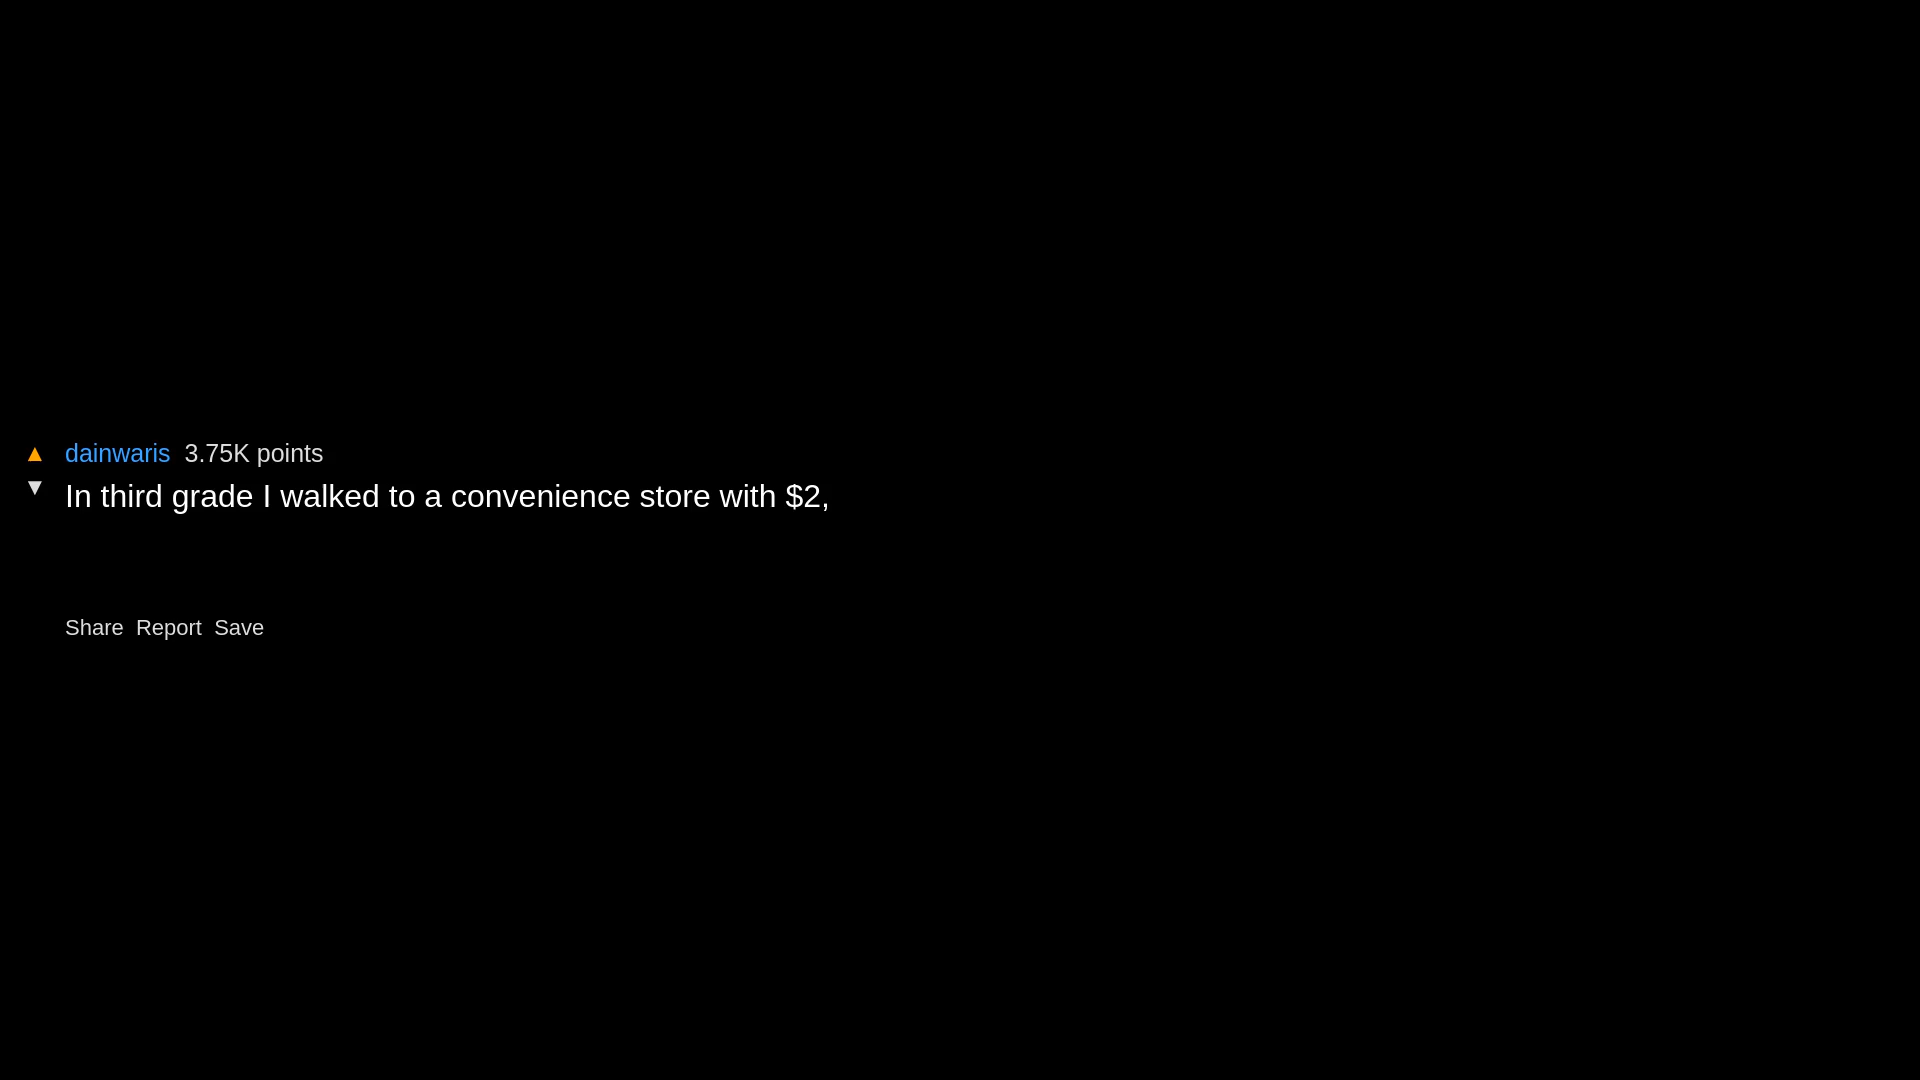 ▲ dainwaris 3.75K points
▼ In third grade I walked to a convenience store with $2,
Share Report Save